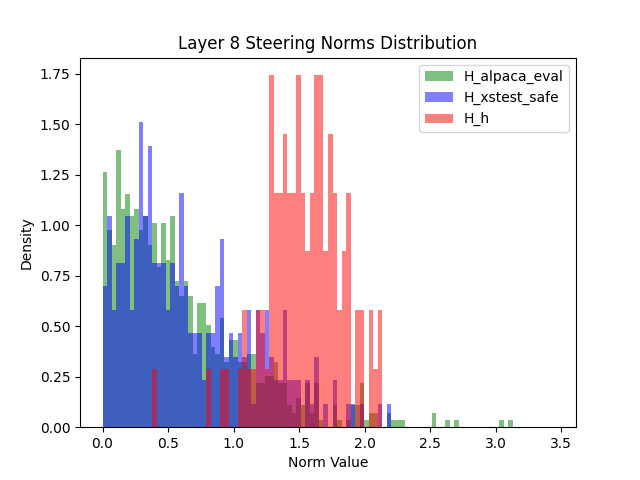 Layer 8 Steering Norms Distribution
H_alpaca_eval
H_xstest_safe
H_h
1.75
1.50
1.25
1.00
0.75
0.50
0.25
0.00
Density
0.0 0.5 1.0 1.5 2.0 2.5 3.0 3.5
Norm Value